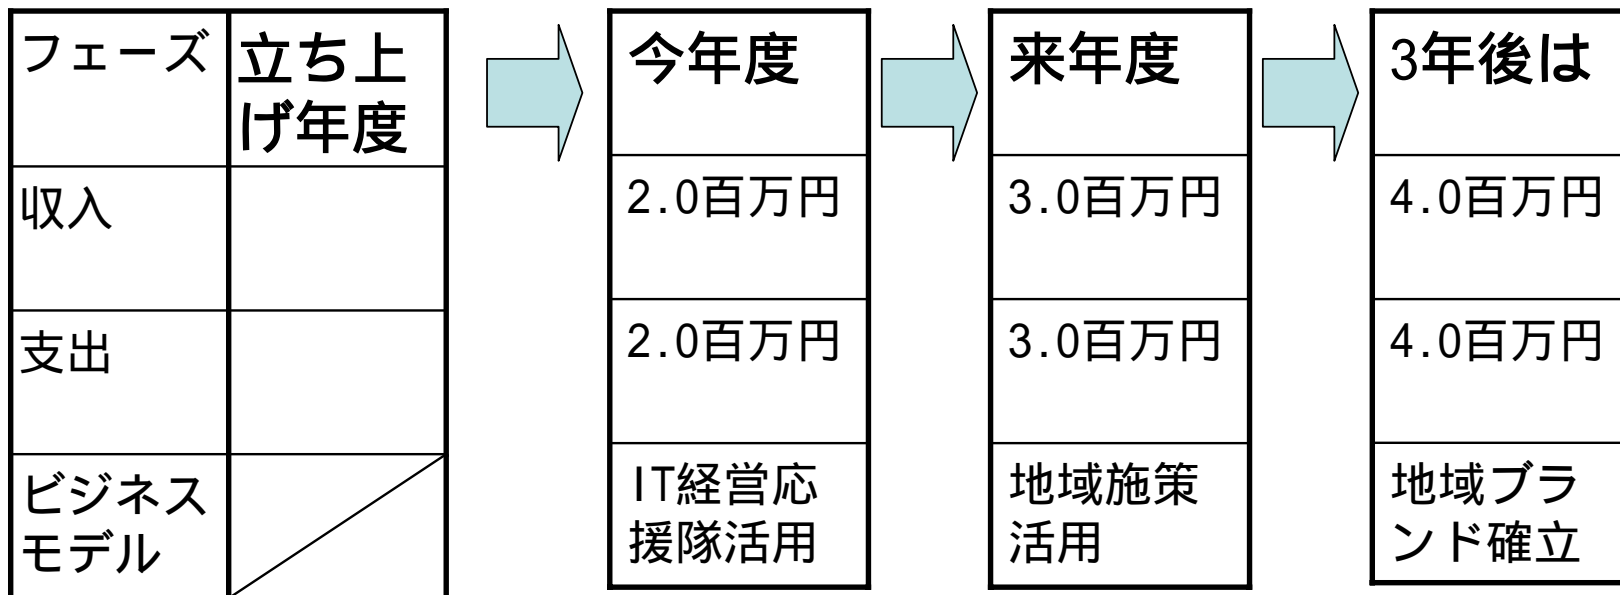 フェーズ
立ち上
げ年度
今年度
来年度
3年後は
収入
2.0百万円
3.0百万円
4.0百万円
支出
2.0百万円
3.0百万円
4.0百万円
ビジネス
モデル
IT経営応
援隊活用
地域施策
活用
地域ブラ
ンド確立